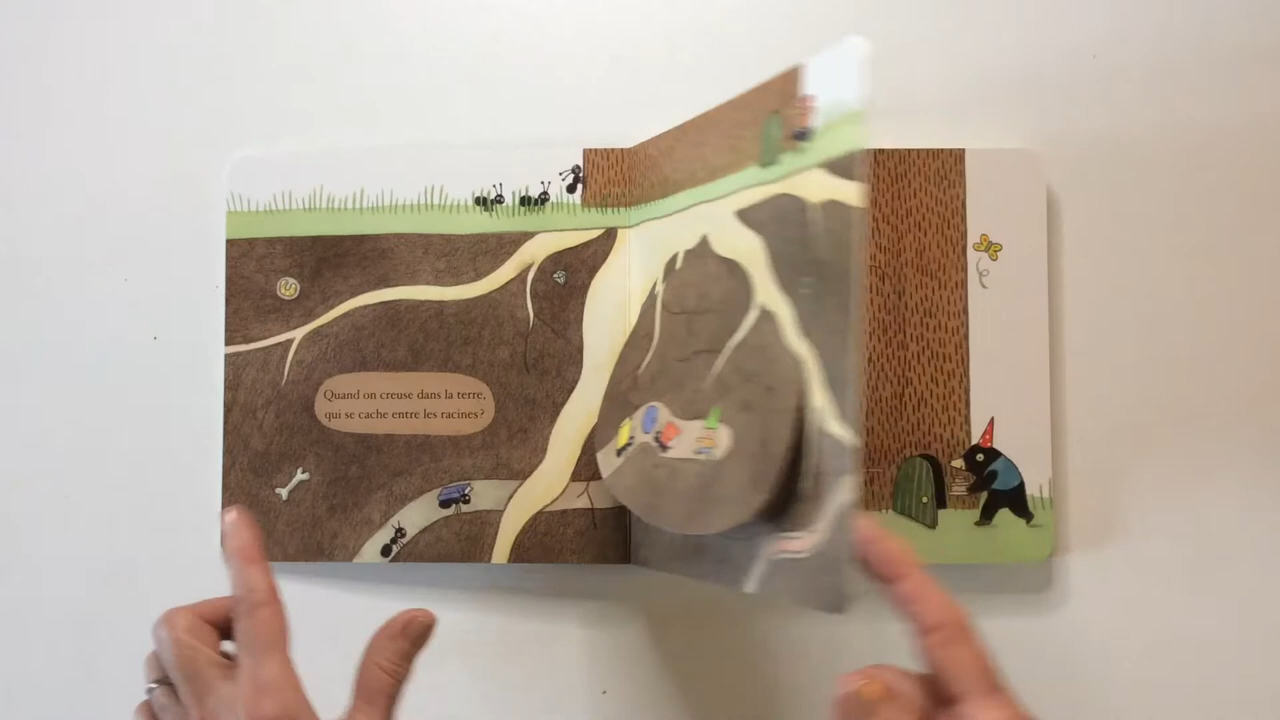 Quand on creuse dans la terre,
qui se cache entre les racines?